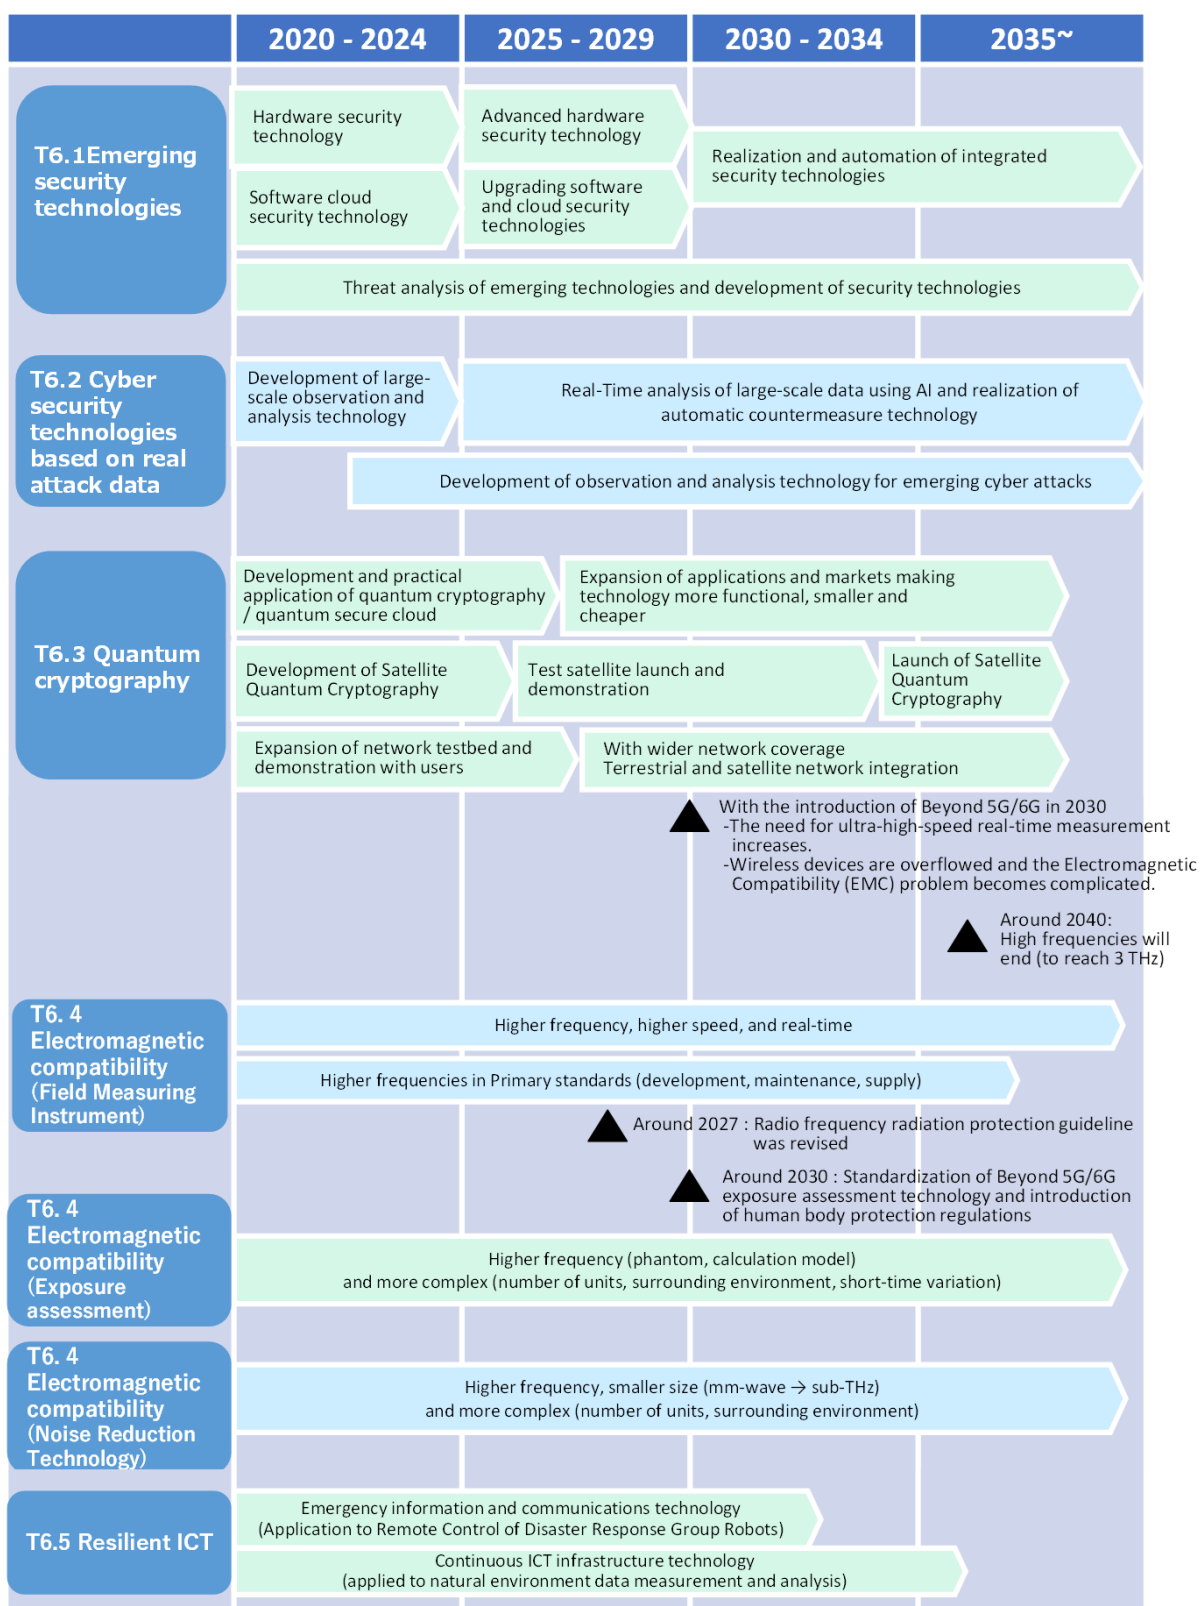 2020 - 2024
2025 - 2029
2030 - 2034
2035~
T6.1Emerging
security
technologies
Hardware security
technology
Advanced hardware
security technology
Realization and automation of integrated
security technologies
Software cloud
security technology
Upgrading software
and cloud security
technologies
Threat analysis of emerging technologies and development of security technologies
T6.2 Cyber
security
technologies
based on real
attack data
Development of large-
scale observation and
analysis technology
Real-Time analysis of large-scale data using AI and realization of
automatic countermeasure technology
Development of observation and analysis technology for emerging cyber attacks
T6.3 Quantum
cryptography
Development and practical
application of quantum cryptography
/ quantum secure cloud
Expansion of applications and markets making
technology more functional, smaller and
cheaper
Development of Satellite
Quantum Cryptography
Test satellite launch and
demonstration
Launch of Satellite
Quantum
Cryptography
Expansion of network testbed and
demonstration with users
With wider network coverage
Terrestrial and satellite network integration
With the introduction of Beyond 5G/6G in 2030
-The need for ultra-high-speed real-time measurement
increases.
-Wireless devices are overflowed and the Electromagnetic
Compatibility (EMC) problem becomes complicated.
Around 2040:
High frequencies will
end (to reach 3 THz)
T6. 4
Electromagnetic
compatibility
(Field Measuring
Instrument)
Higher frequency, higher speed, and real-time
Higher frequencies in Primary standards (development, maintenance, supply)
Around 2027 : Radio frequency radiation protection guideline
was revised
Around 2030 : Standardization of Beyond 5G/6G
exposure assessment technology and introduction
of human body protection regulations
T6. 4
Electromagnetic
compatibility
(Exposure
assessment)
Higher frequency (phantom, calculation model)
and more complex (number of units, surrounding environment, short-time variation)
T6. 4
Electromagnetic
compatibility
(Noise Reduction
Technology)
Higher frequency, smaller size (mm-wave → sub-THz)
and more complex (number of units, surrounding environment)
T6.5 Resilient ICT
Emergency information and communications technology
(Application to Remote Control of Disaster Response Group Robots)
Continuous ICT infrastructure technology
(applied to natural environment data measurement and analysis)